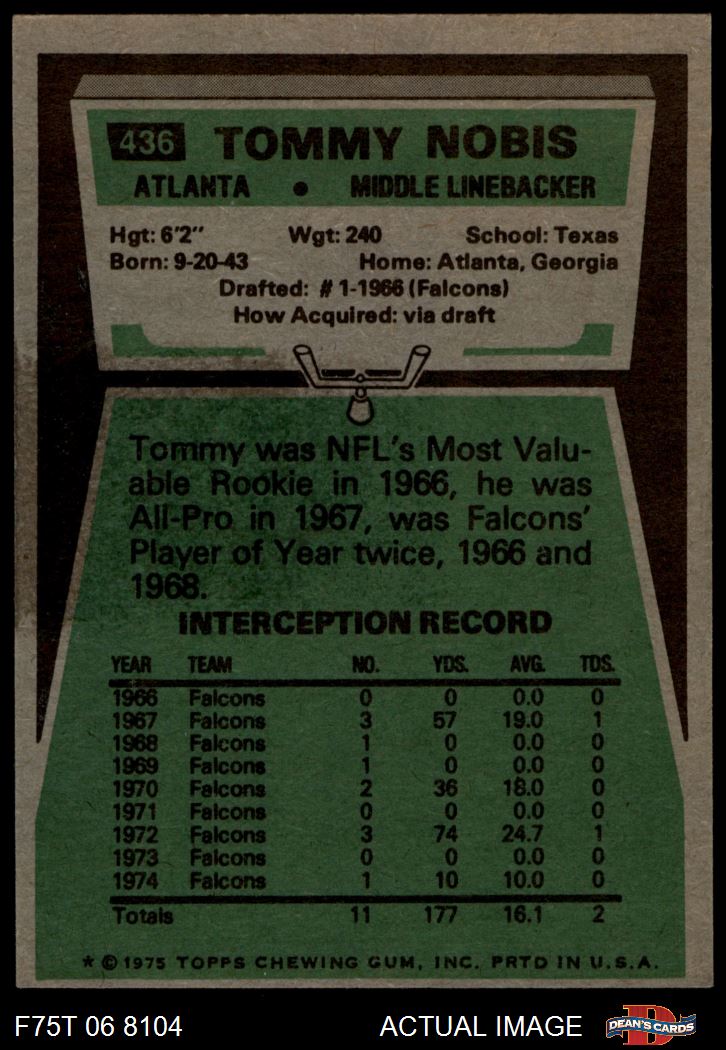 436 TOMMY NOBIS
ATLANTA • MIDDLE LINEBACKER
Hgt: 6'2" Wgt: 240 School: Texas
Born: 9-20-43 Home: Atlanta, Georgia
Drafted: #1-1966 (Falcons)
How Acquired: via draft
Tommy was NFL's Most Valu-
able Rookie in 1966, he was
All-Pro in 1967, was Falcons'
Player of Year twice, 1966 and
1968.
INTERCEPTION RECORD
YEAR TEAM NO. YDS. AVG. TDS.
1966 Falcons 0 0 0.0 0
1967 Falcons 3 57 19.0 1
1968 Falcons 1 0 0.0 0
1969 Falcons 1 0 0.0 0
1970 Falcons 2 36 18.0 0
1971 Falcons 0 0 0.0 0
1972 Falcons 3 74 24.7 1
1973 Falcons 0 0 0.0 0
1974 Falcons 1 10 10.0 0
Totals 11 177 16.1 2
* © 1975 TOPPS CHEWING GUM, INC. PRTD IN U.S.A.
F75T 06 8104 ACTUAL IMAGE D DEAN'S CARDS